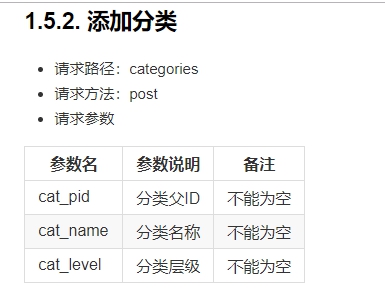 1.5.2. 添加分类
请求路径：categories
请求方法：post
请求参数
参数名 参数说明 备注
cat_pid 分类父ID 不能为空
cat_name 分类名称 不能为空
cat_level 分类层级 不能为空